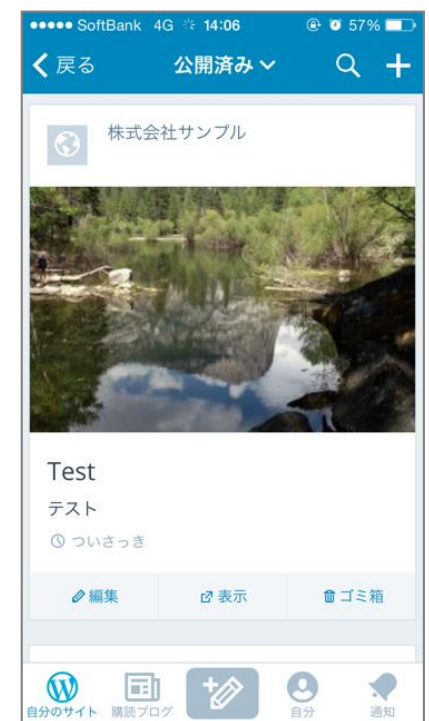 SoftBank 4G 14:06 57%
戻る 公開済み
株式会社サンプル
Test
テスト
ついさっき
編集 表示 ゴミ箱
自分のサイト 購読ブログ 自分 通知